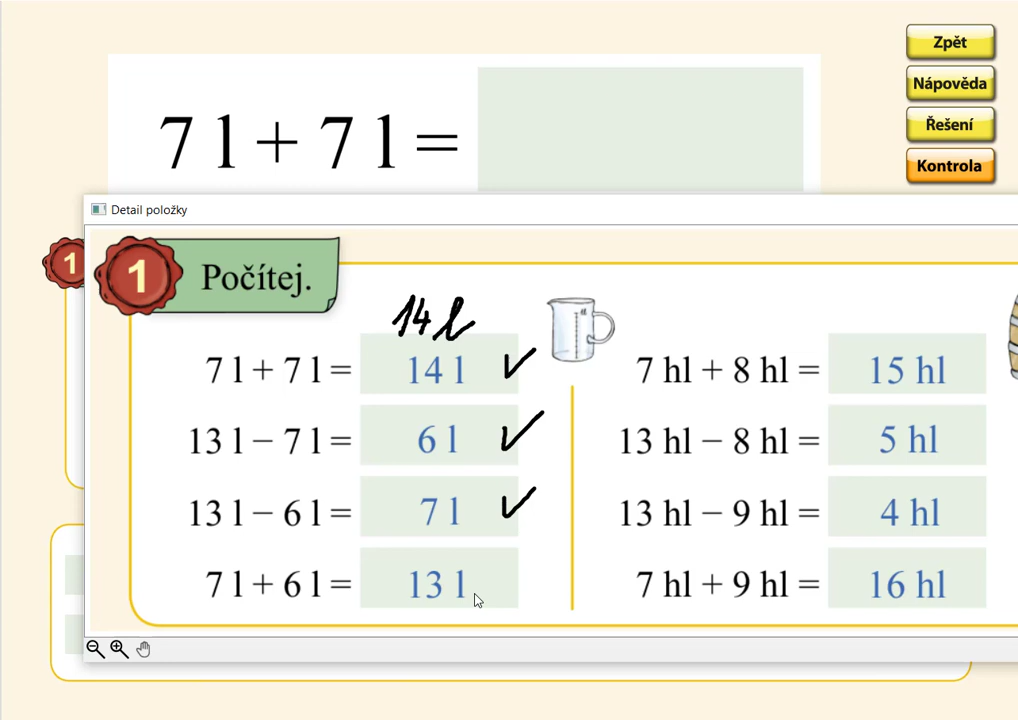 7 l + 7 l =
Zpět
Nápověda
Řešení
Kontrola
Detail položky
1
1 Počítej.
14 l
7 l + 7 l = 14 l ✓
13 l − 7 l = 6 l ✓
13 l − 6 l = 7 l ✓
7 l + 6 l = 13 l
7 hl + 8 hl = 15 hl
13 hl − 8 hl = 5 hl
13 hl − 9 hl = 4 hl
7 hl + 9 hl = 16 hl